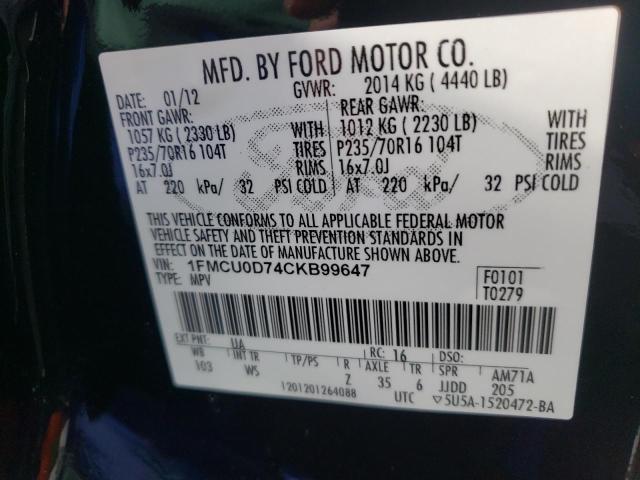 MFD. BY FORD MOTOR CO.
DATE: 01/12 GVWR: 2014 KG ( 4440 LB)
FRONT GAWR: REAR GAWR:
1057 KG ( 2330 LB) WITH 1012 KG ( 2230 LB) WITH
P235/70R16 104T TIRES P235/70R16 104T TIRES
16x7.0J RIMS 16x7.0J RIMS
AT 220 kPa/ 32 PSI COLD AT 220 kPa/ 32 PSI COLD
THIS VEHICLE CONFORMS TO ALL APPLICABLE FEDERAL MOTOR
VEHICLE SAFETY AND THEFT PREVENTION STANDARDS IN
EFFECT ON THE DATE OF MANUFACTURE SHOWN ABOVE.
VIN: 1FMCU0D74CKB99647 F0101
TYPE: MPV T0279
EXT PNT: UA RC: 16 DSO:
WB INT TR TP/PS R AXLE TR SPR AM71A
103 WS Z 35 6 JJDD 205
1201201264088 UTC ▽5U5A-1520472-BA
Ford